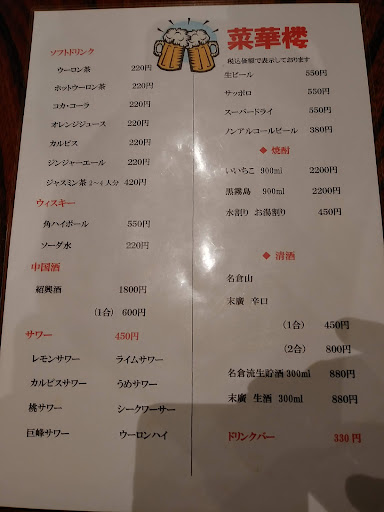 菜華楼
税込価格で表示しております
ソフトドリンク
ウーロン茶 220円
ホットウーロン茶 220円
コカ・コーラ 220円
オレンジジュース 220円
カルピス 220円
ジンジャーエール 220円
ジャスミン茶 2～4人分 420円
ウィスキー
角ハイボール 550円
ソーダ水 220円
中国酒
紹興酒 1800円
(1合) 600円
サワー 450円
レモンサワー ライムサワー
カルピスサワー うめサワー
桃サワー シークワーサー
巨峰サワー ウーロンハイ
生ビール 550円
サッポロ 550円
スーパードライ 550円
ノンアルコールビール 380円
◆ 焼酎
いいちこ 900ml 2200円
黒霧島 900ml 2200円
水割り お湯割り 450円
◆ 清酒
名倉山
末廣 辛口
(1合) 450円
(2合) 800円
名倉流生貯酒 300ml 880円
末廣 生酒 300ml 880円
ドリンクバー 330円